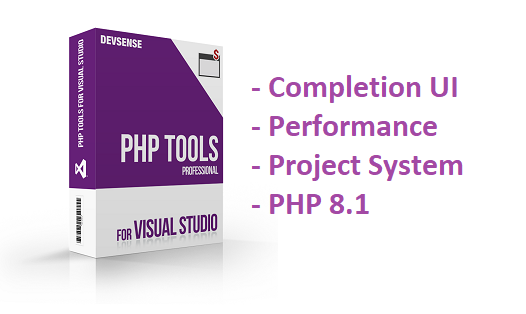 DEVSENSE
S
PHP TOOLS FOR VISUAL STUDIO
PHP TOOLS
PROFESSIONAL
FOR VISUAL STUDIO
- Completion UI
- Performance
- Project System
- PHP 8.1